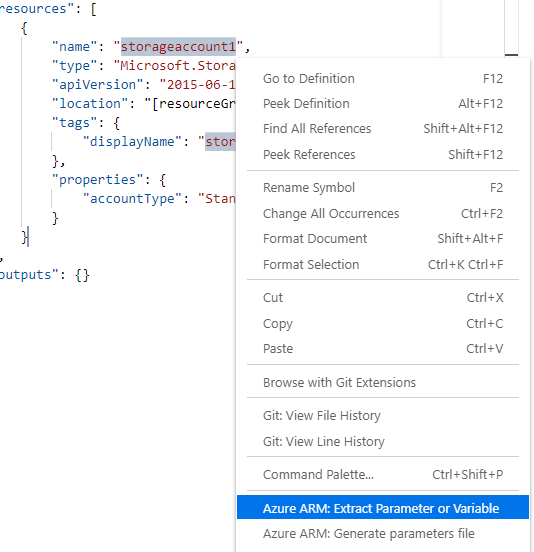 resources": [
{
"name": "storageaccount1",
"type": "Microsoft.Stora
"apiVersion": "2015-06-1
"location": "[resourceGr
"tags": {
"displayName": "stor
},
"properties": {
"accountType": "Stan
}
}
,
outputs": {}
Go to Definition F12
Peek Definition Alt+F12
Find All References Shift+Alt+F12
Peek References Shift+F12
Rename Symbol F2
Change All Occurrences Ctrl+F2
Format Document Shift+Alt+F
Format Selection Ctrl+K Ctrl+F
Cut Ctrl+X
Copy Ctrl+C
Paste Ctrl+V
Browse with Git Extensions
Git: View File History
Git: View Line History
Command Palette... Ctrl+Shift+P
Azure ARM: Extract Parameter or Variable
Azure ARM: Generate parameters file